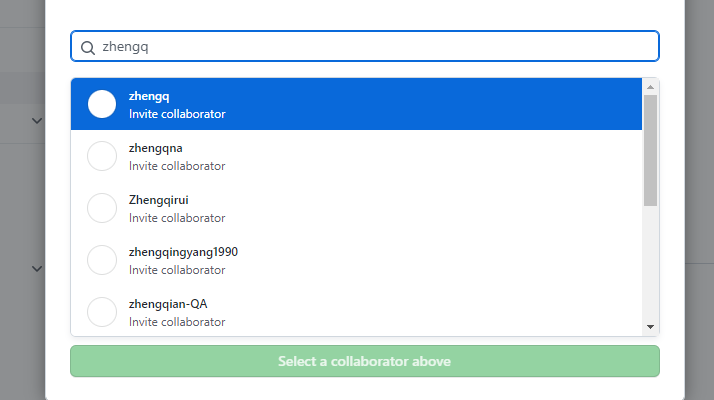 zhengq
zhengq
Invite collaborator
zhengqna
Invite collaborator
Zhengqirui
Invite collaborator
zhengqingyang1990
Invite collaborator
zhengqian-QA
Invite collaborator
Select a collaborator above